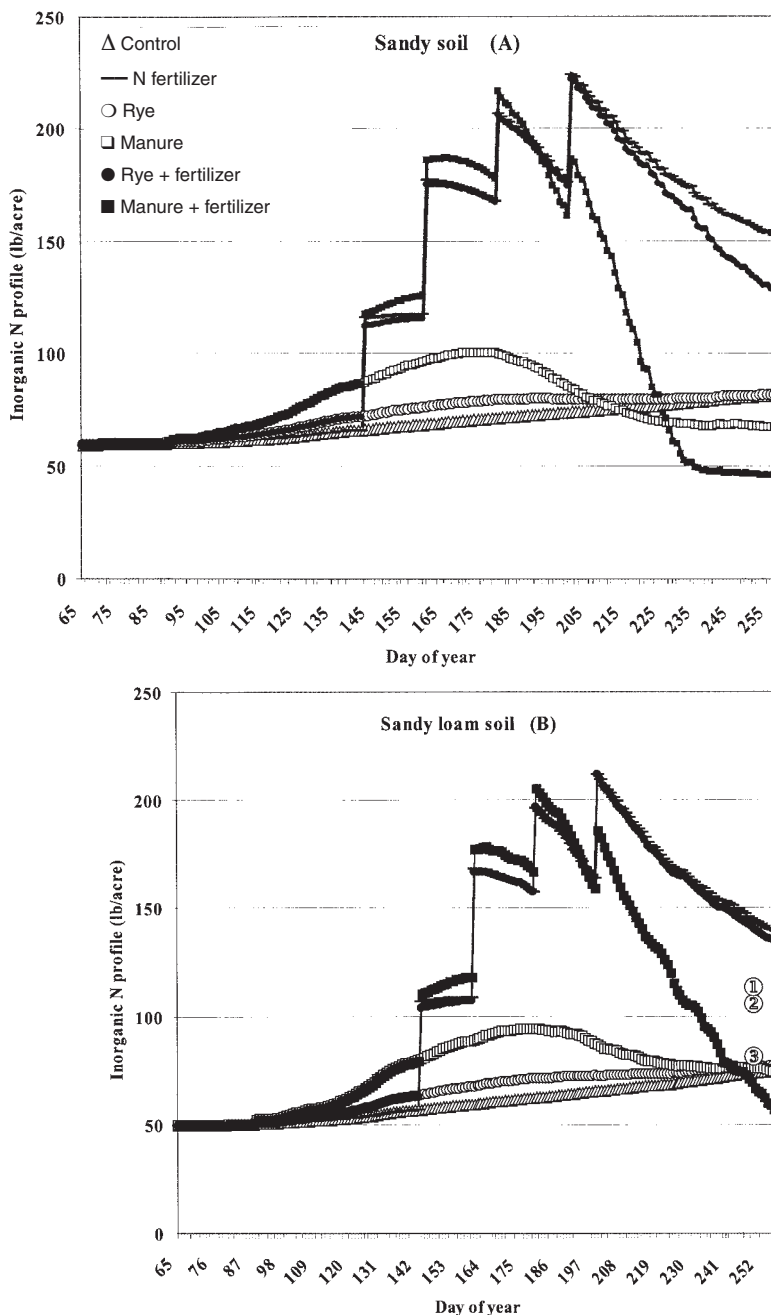 250
200
150
100
50
0
Inorganic N profile (lb/acre)
Sandy soil (A)
Δ Control
N fertilizer
Rye
Manure
Rye + fertilizer
Manure + fertilizer
65 75 85 95 105 115 125 135 145 155 165 175 185 195 205 215 225 235 245 255
Day of year
250
200
150
100
50
0
Inorganic N profile (lb/acre)
Sandy loam soil (B)
①
②
③
65 76 87 98 109 120 131 142 153 164 175 186 197 208 219 230 241 252
Day of year